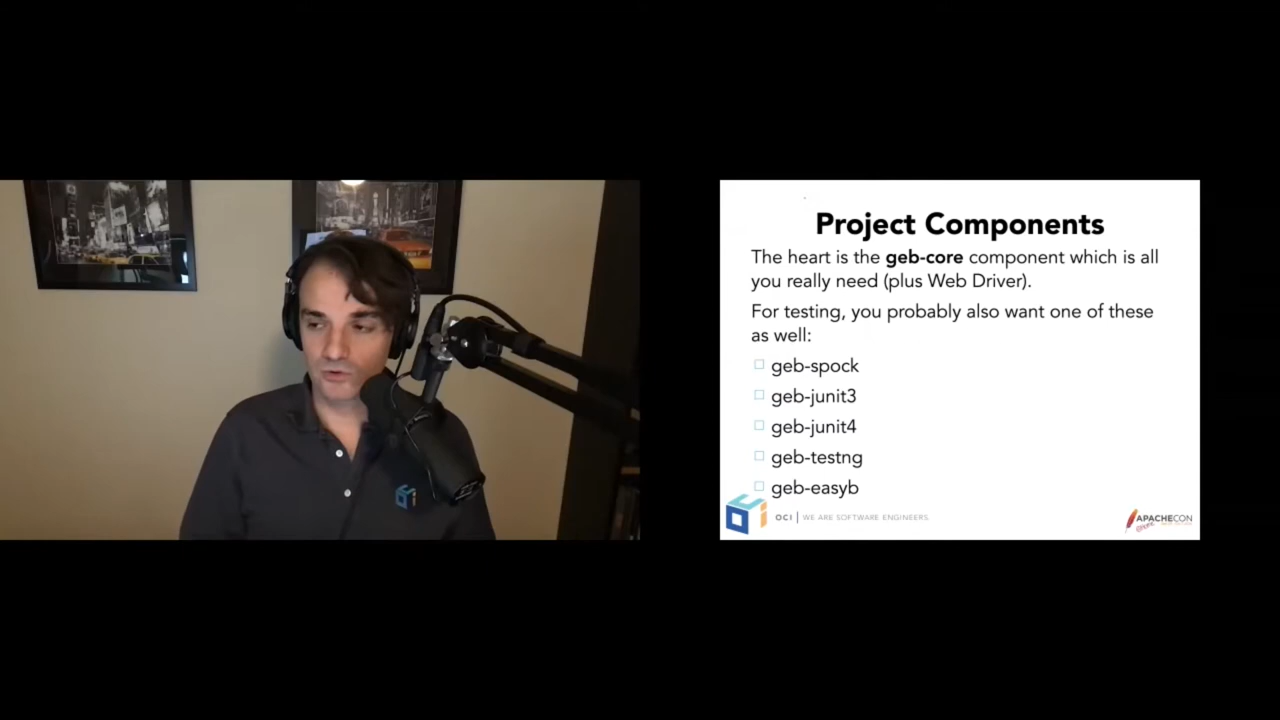 Project Components
The heart is the geb-core component which is all
you really need (plus Web Driver).
For testing, you probably also want one of these
as well:
geb-spock
geb-junit3
geb-junit4
geb-testng
geb-easyb
OCI | WE ARE SOFTWARE ENGINEERS
APACHECON